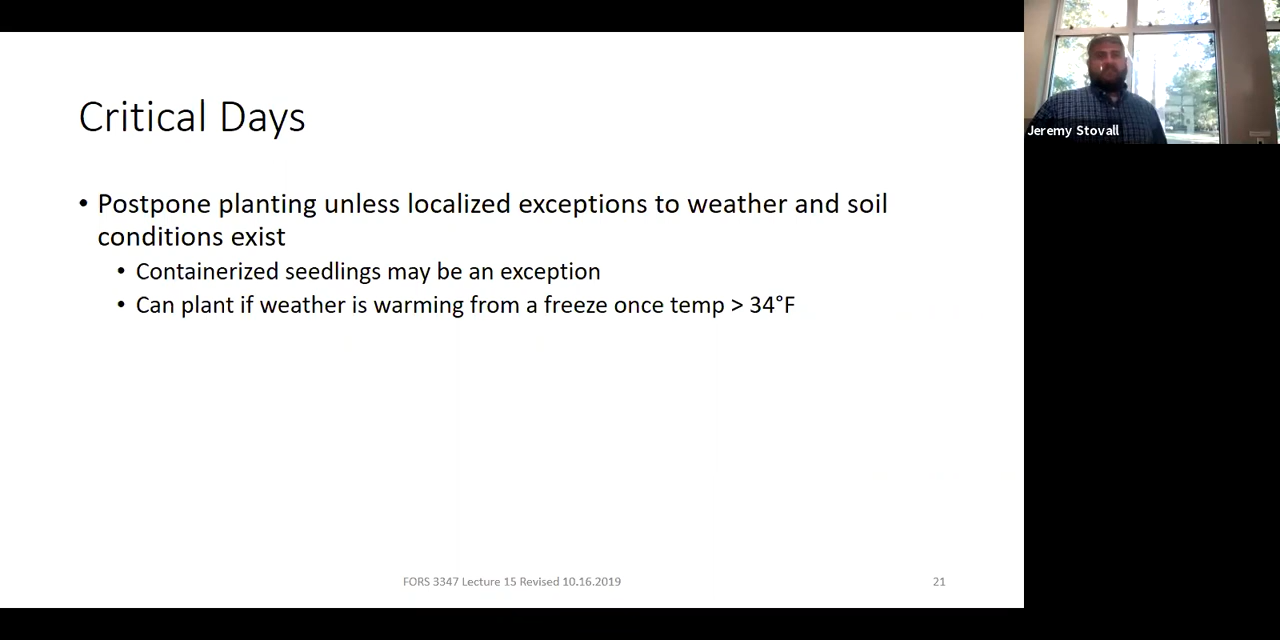 Critical Days
• Postpone planting unless localized exceptions to weather and soil
conditions exist
• Containerized seedlings may be an exception
• Can plant if weather is warming from a freeze once temp > 34°F
FORS 3347 Lecture 15 Revised 10.16.2019
21
Jeremy Stovall